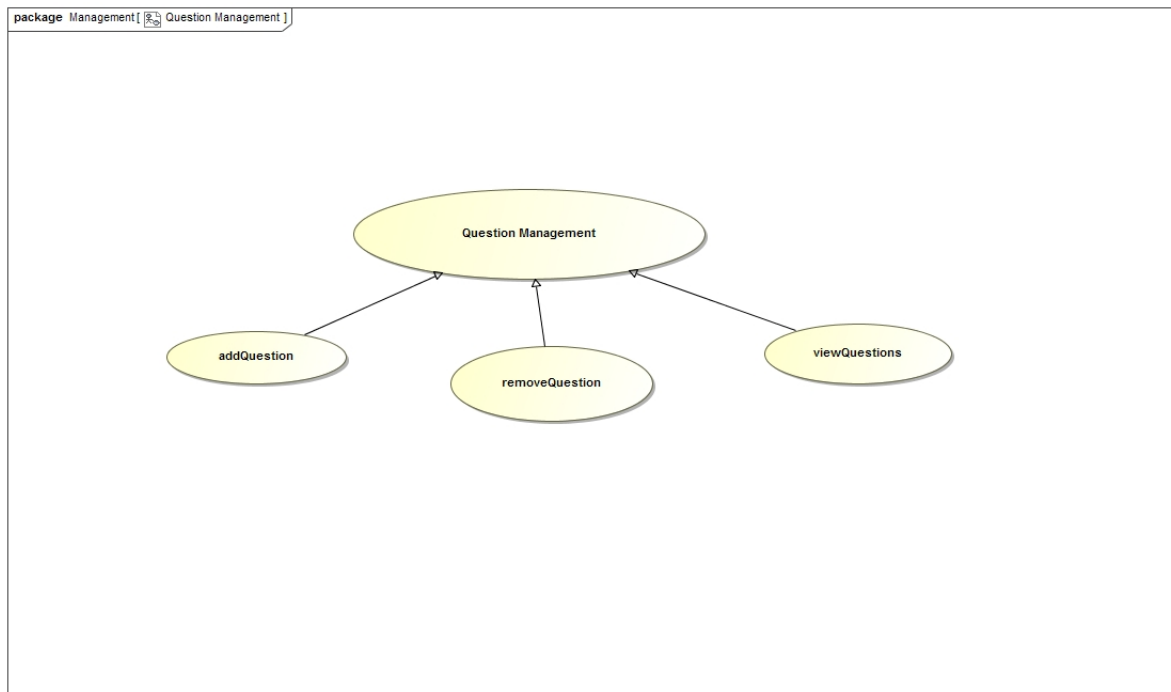 package Management[ Question Management ]
Question Management
addQuestion
removeQuestion
viewQuestions